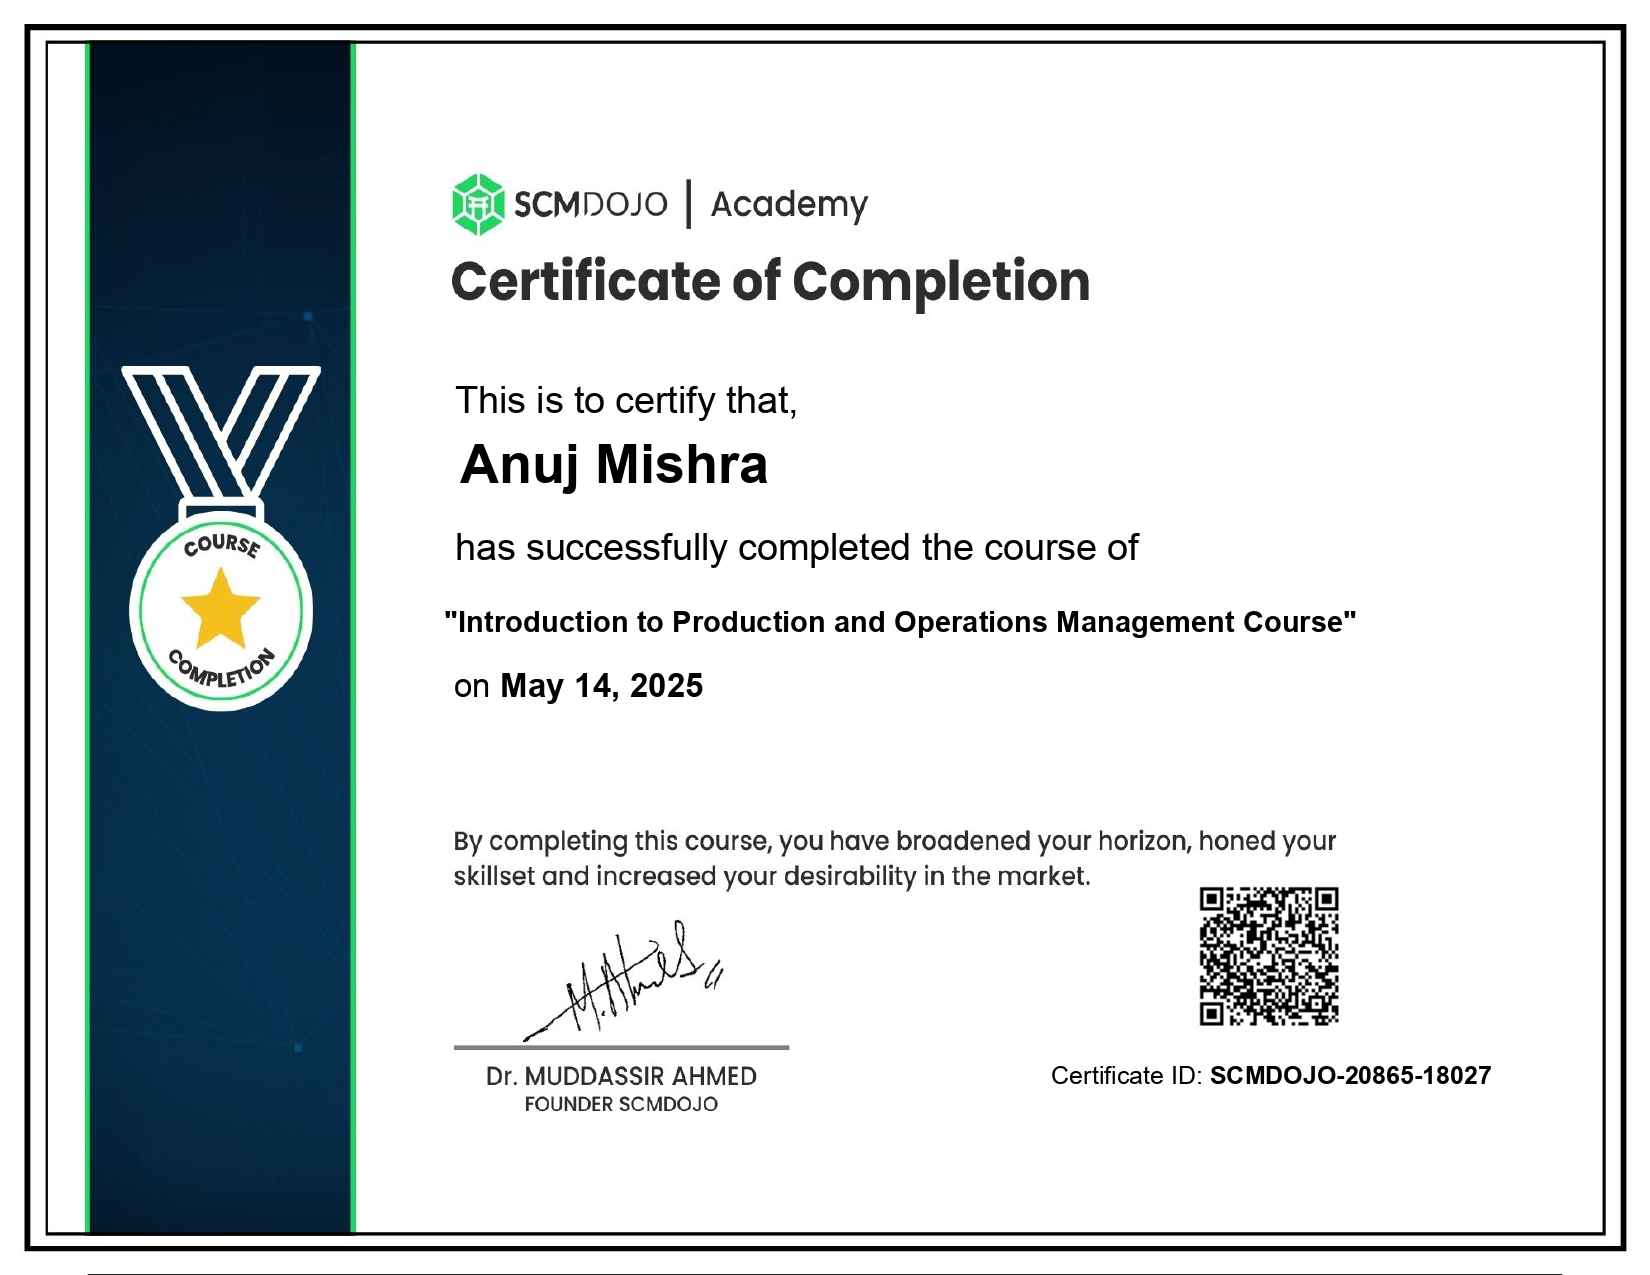 SCMDOJO | Academy
Certificate of Completion
This is to certify that,
Anuj Mishra
has successfully completed the course of
"Introduction to Production and Operations Management Course"
on May 14, 2025
COURSE
COMPLETION
By completing this course, you have broadened your horizon, honed your
skillset and increased your desirability in the market.
M. Ahmed
Dr. MUDDASSIR AHMED
FOUNDER SCMDOJO
Certificate ID: SCMDOJO-20865-18027